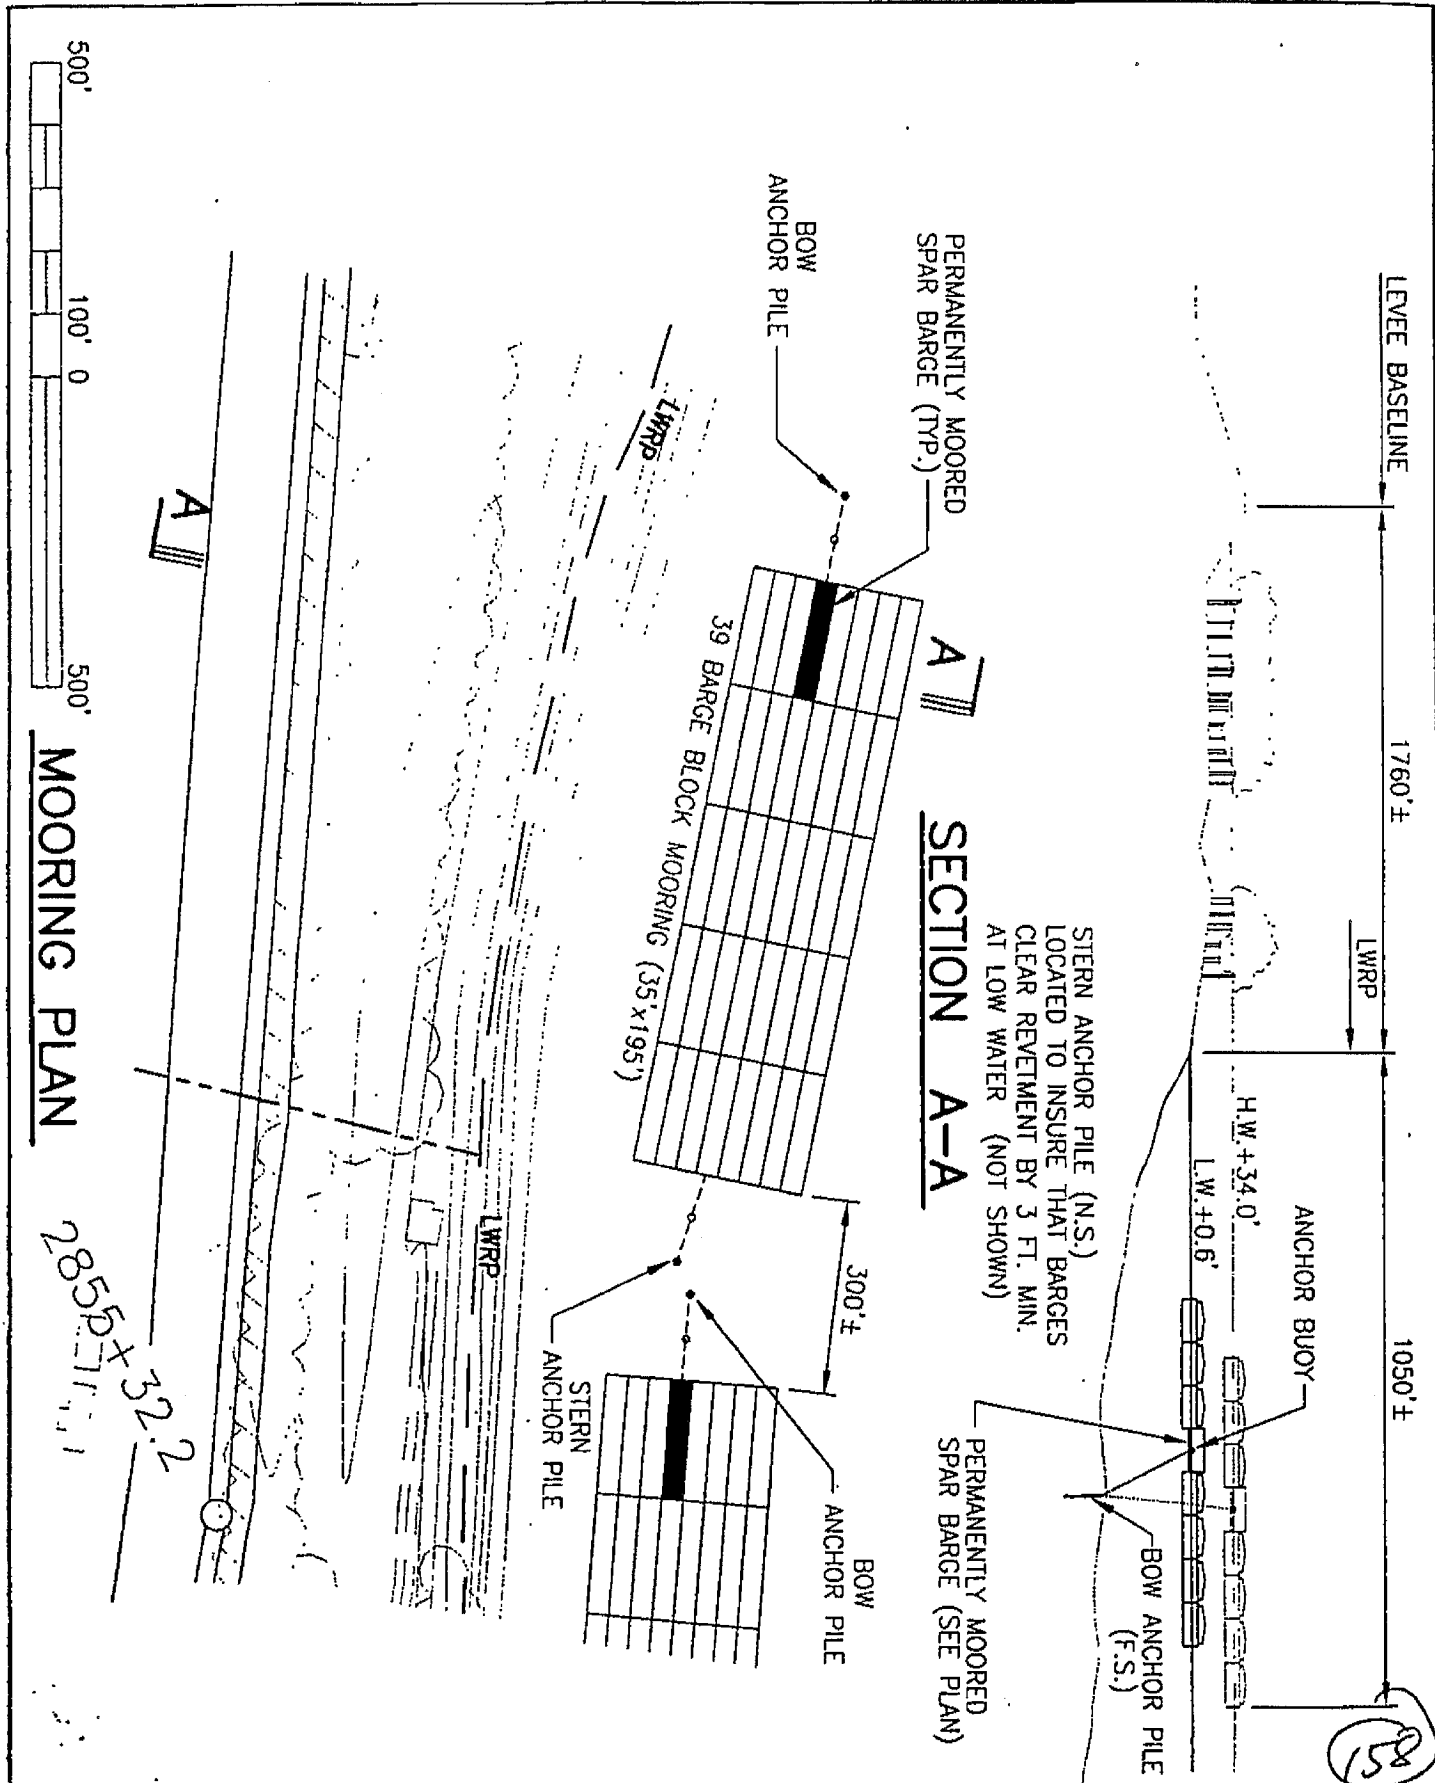 LEVEE BASELINE
1760'±
LWRP
1050'±
H.W.+34.0'
L.W.+0.6'
ANCHOR BUOY
BOW ANCHOR PILE
(F.S.)
PERMANENTLY MOORED
SPAR BARGE (SEE PLAN)
STERN ANCHOR PILE (N.S.)
LOCATED TO INSURE THAT BARGES
CLEAR REVETMENT BY 3 FT. MIN.
AT LOW WATER (NOT SHOWN)
SECTION A-A
PERMANENTLY MOORED
SPAR BARGE (TYP.)
BOW
ANCHOR PILE
A
39 BARGE BLOCK MOORING (35'x195')
300'±
BOW
ANCHOR PILE
STERN
ANCHOR PILE
LWRP
LWRP
A
2855+32.2
500'
100'
0
500'
MOORING PLAN